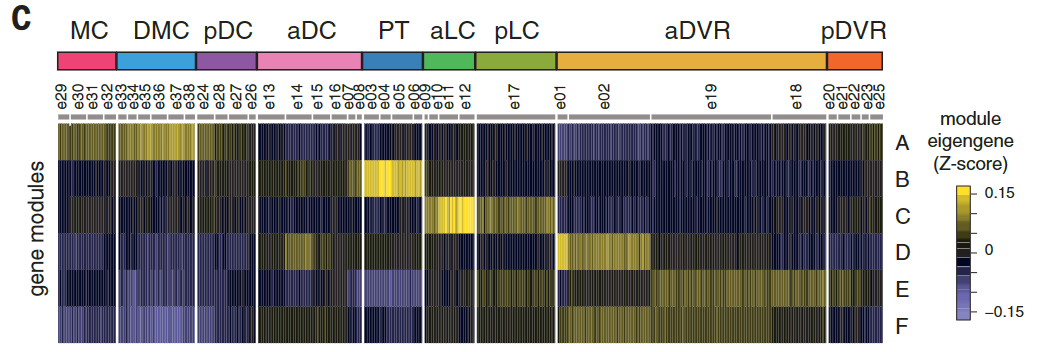 C
MC DMC pDC aDC PT aLC pLC aDVR pDVR
e29 e30 e31 e32 e33 e34 e35 e36 e37 e38 e24 e28 e27 e26 e13 e14 e15 e16 e07 e08 e03 e04 e05 e06 e09 e10 e11 e12 e17 e01 e02 e19 e18 e20 e21 e22 e23 e25
gene modules
A
B
C
D
E
F
module
eigengene
(Z-score)
0.15
0
−0.15